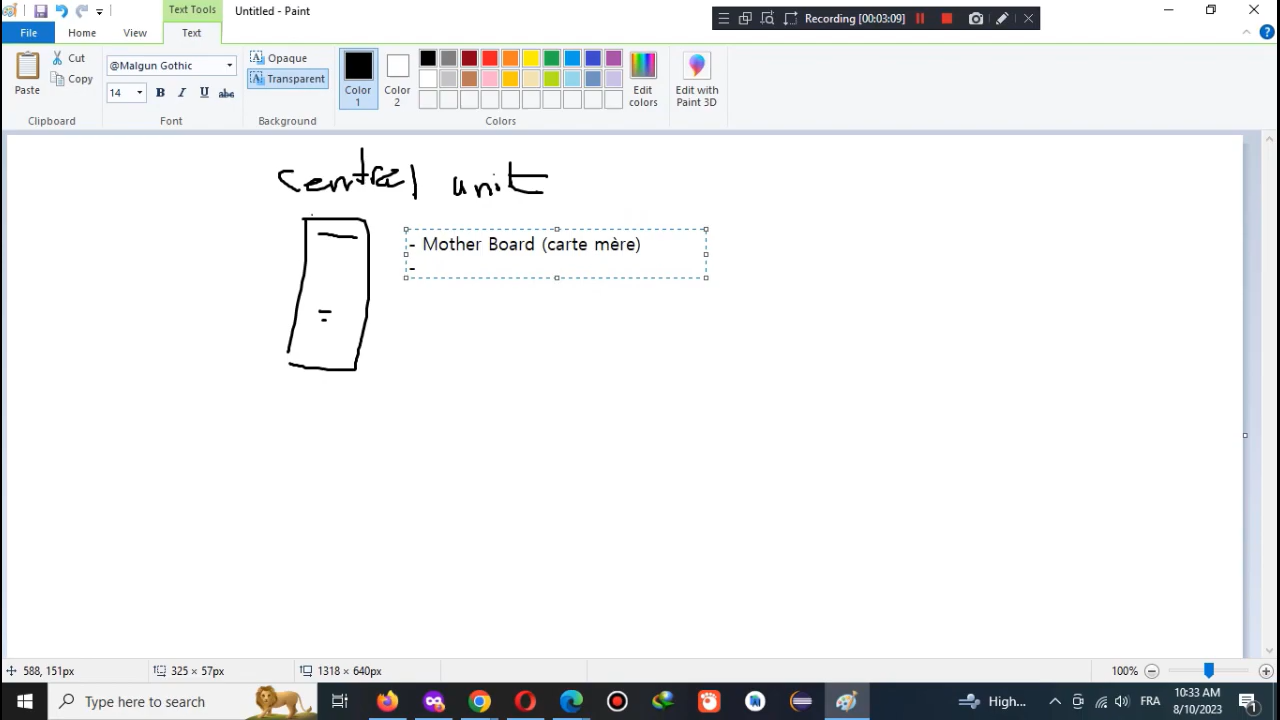 Text Tools
Untitled - Paint
Recording [00:03:09]
File
Home
View
Text
Paste
Cut
Copy
Clipboard
@Malgun Gothic
14
B I U abc
Font
Opaque
Transparent
Background
Color 1
Color 2
Edit colors
Edit with Paint 3D
Colors
central unit
- Mother Board (carte mère)
-
588, 151px
325 × 57px
1318 × 640px
100%
Type here to search
High...
FRA
10:33 AM
8/10/2023
1